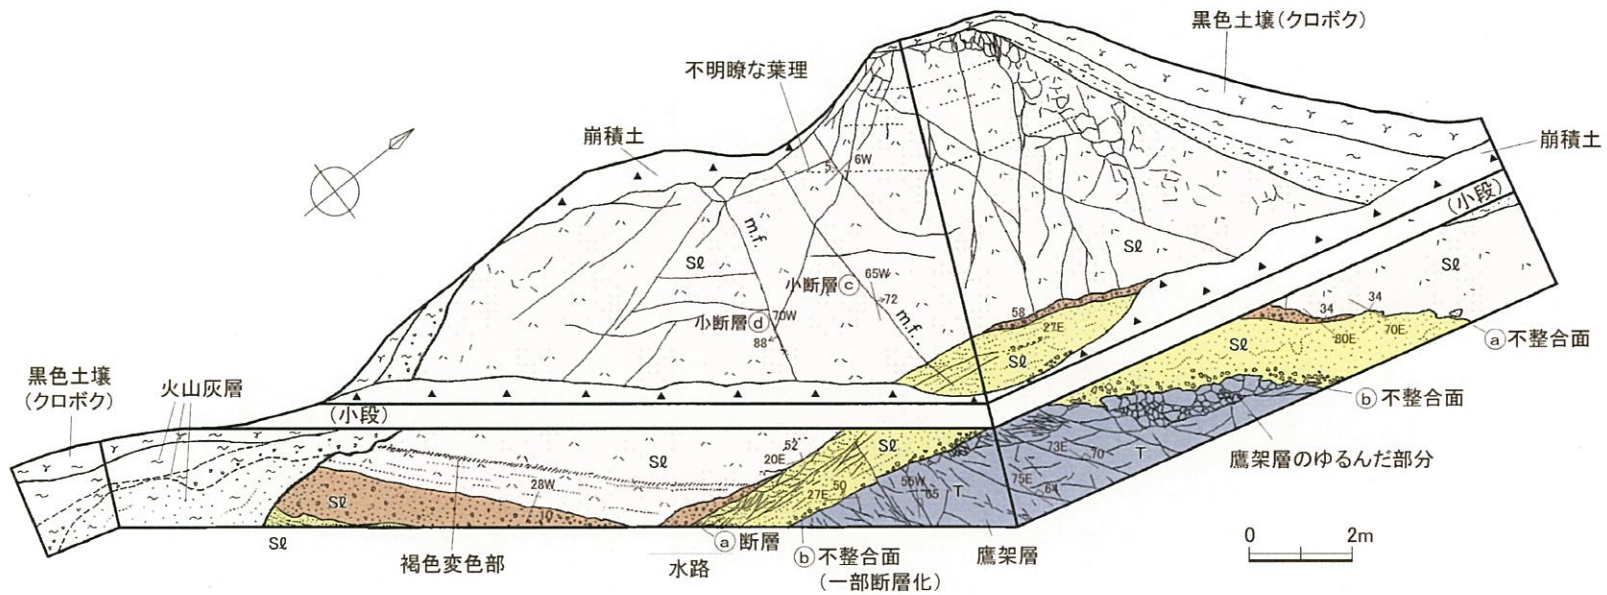 黒色土壌(クロボク)
不明瞭な葉理
崩積土
崩積土
(小段)
6W
5
m.f.
Sℓ
Sℓ
Sℓ
小断層ⓒ
65W
72
m.f.
小断層ⓓ
70W
88
58
27E
Sℓ
34
34
80E
70E
Sℓ
ⓐ不整合面
黒色土壌
(クロボク)
火山灰層
(小段)
ⓑ不整合面
鷹架層のゆるんだ部分
52
20E
Sℓ
Sℓ
73E
70
T
75E
64
Sℓ
28W
10
27E
50
56W
65
T
Sℓ
褐色変色部
水路
ⓐ断層
ⓑ不整合面
(一部断層化)
鷹架層
0
2m